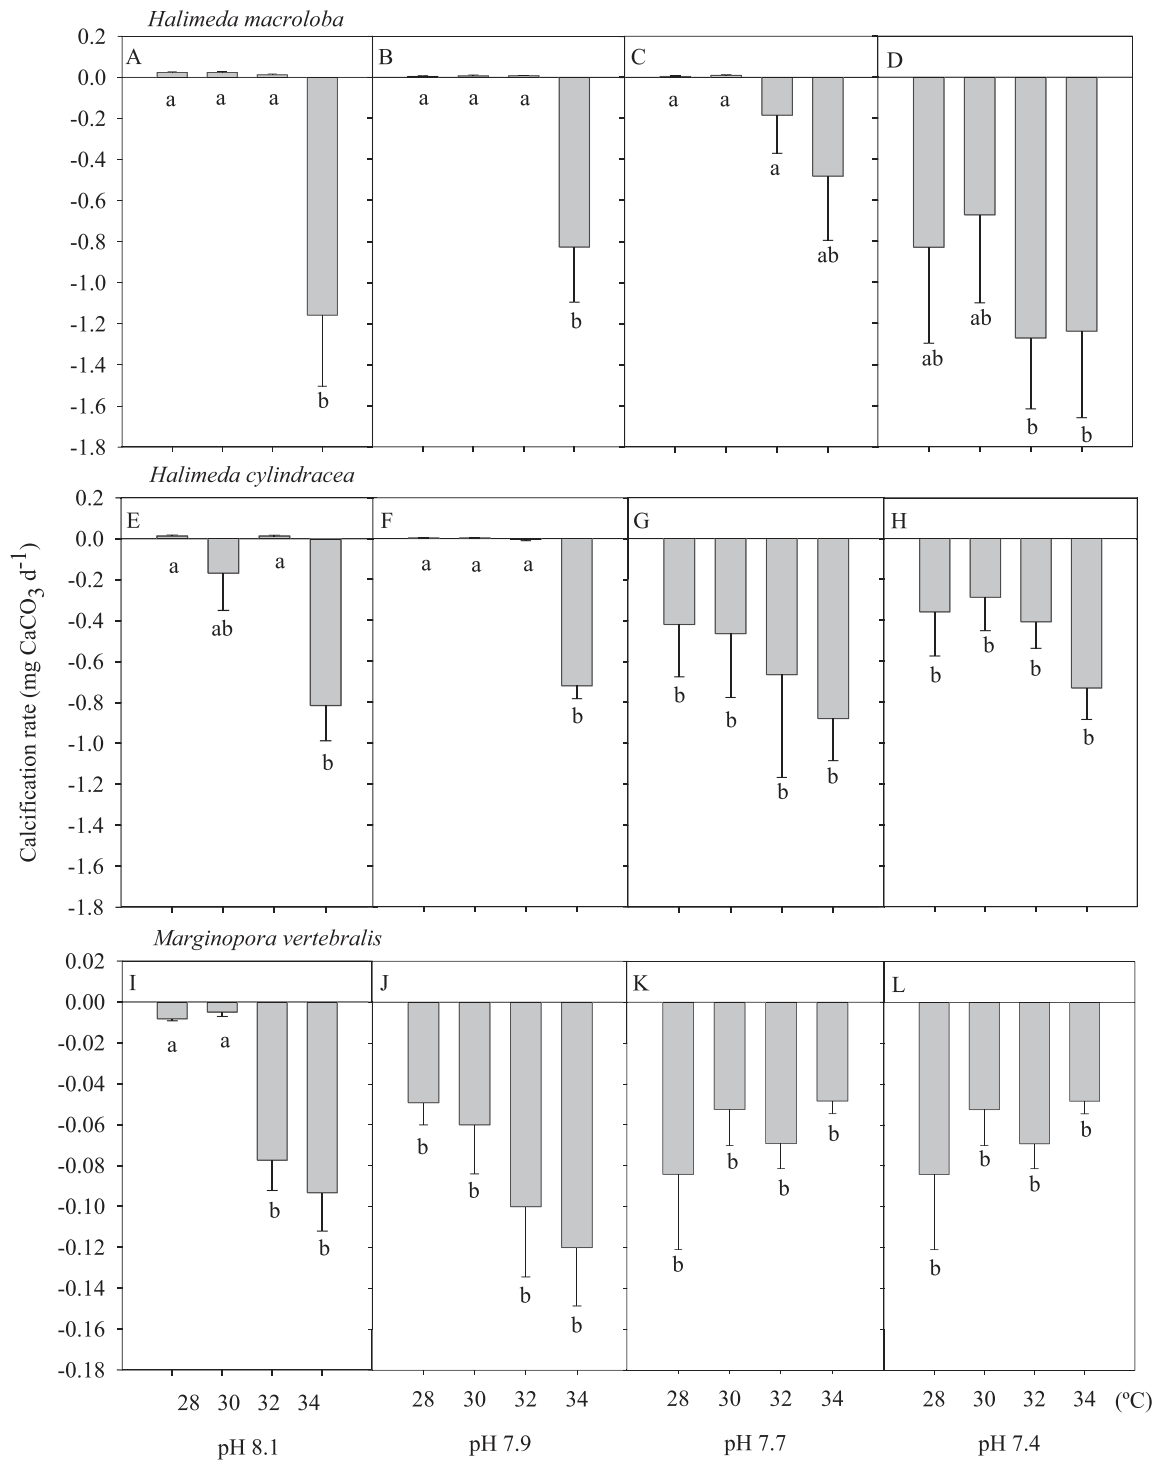 Halimeda macroloba
0.2 A B C D
0.0
a a a a a a a a
-0.2
a
-0.4
-0.6
-0.8 ab
-1.0
b ab
-1.2
ab
-1.4 b
b b
-1.6
-1.8
Halimeda cylindracea
0.2 E F G H
0.0
a a a a a
-0.2
ab
-0.4
b b b b
-0.6
b b
-0.8
b b b b
-1.0
-1.2
-1.4
-1.6
-1.8
Marginopora vertebralis
0.02 I J K L
0.00
a a
-0.02
-0.04
-0.06
b b b b b
-0.08
b b b
-0.10
b b b b
-0.12
b b
-0.14
-0.16
-0.18
28 30 32 34 28 30 32 34 28 30 32 34 28 30 32 34 (ºC)
pH 8.1 pH 7.9 pH 7.7 pH 7.4
Calcification rate (mg CaCO3 d-1)